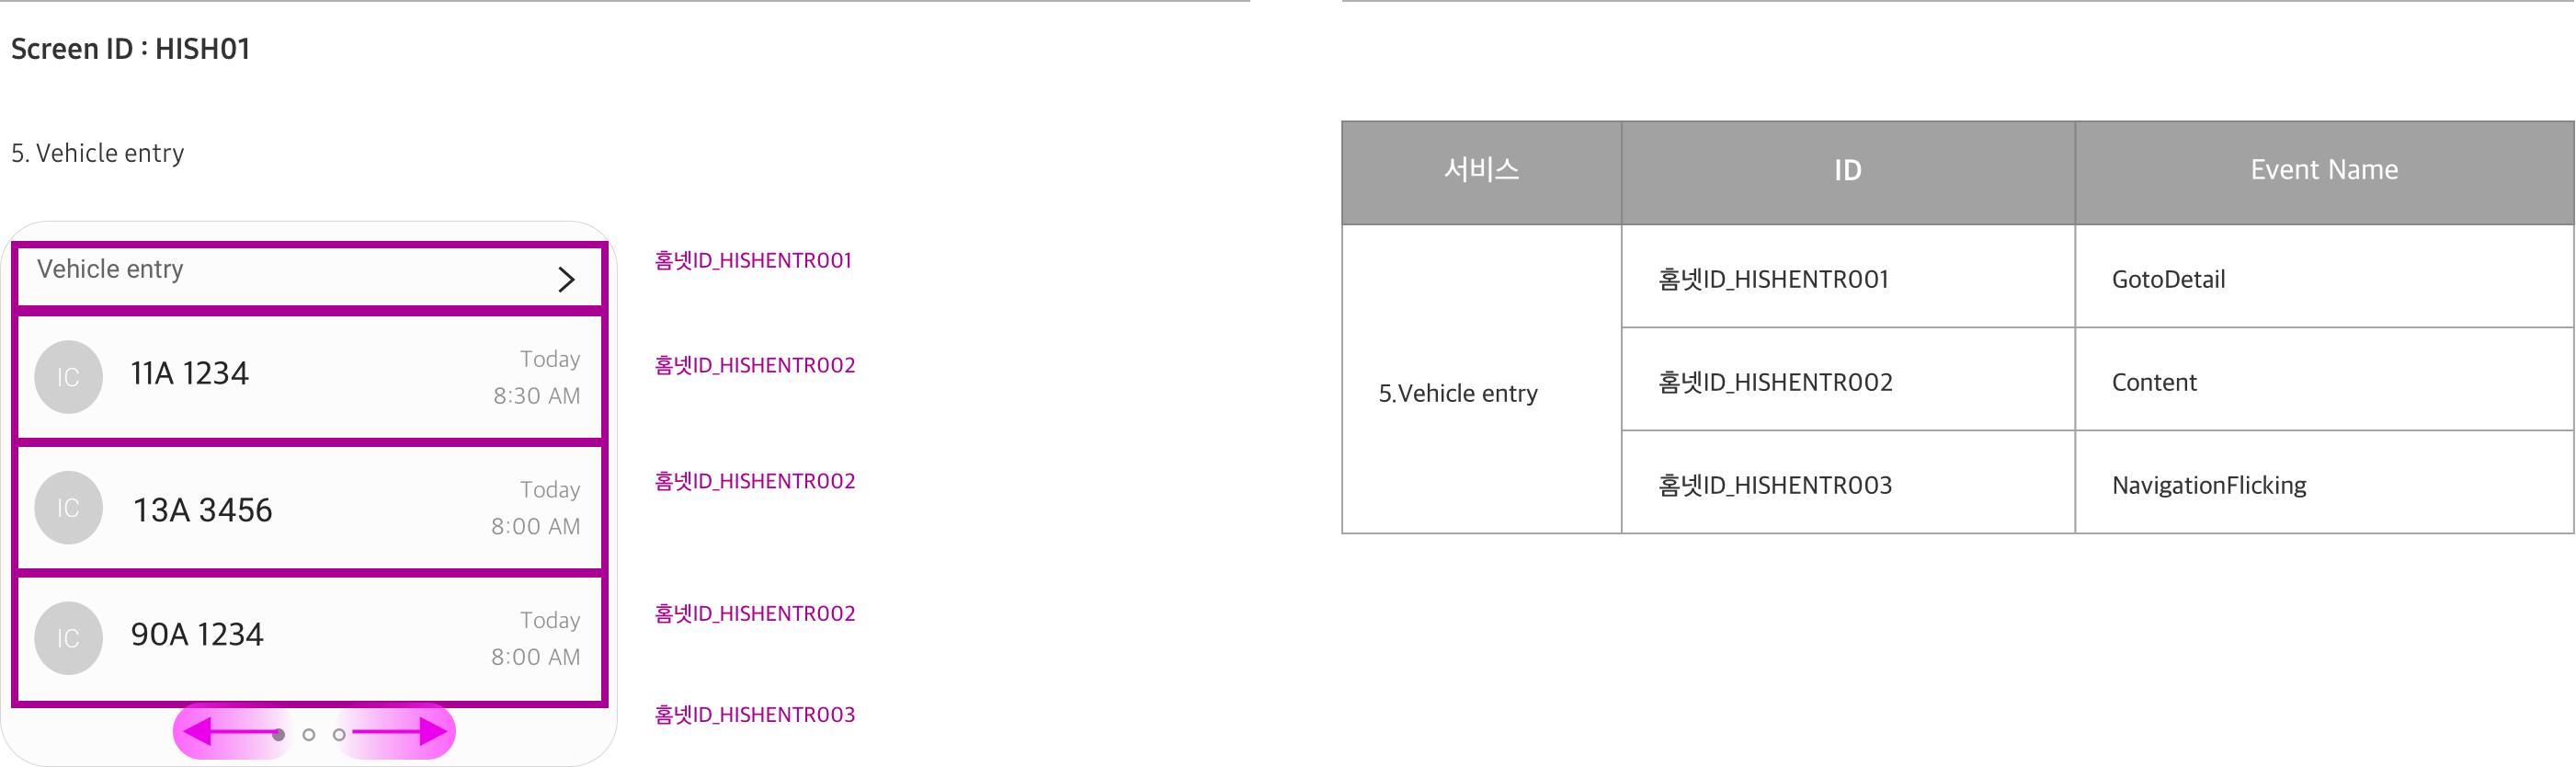 Screen ID : HISH01
5. Vehicle entry
Vehicle entry
홈넷ID_HISHENTR001
IC
11A 1234
Today
8:30 AM
홈넷ID_HISHENTR002
IC
13A 3456
Today
8:00 AM
홈넷ID_HISHENTR002
IC
90A 1234
Today
8:00 AM
홈넷ID_HISHENTR002
홈넷ID_HISHENTR003
서비스 ID Event Name
5.Vehicle entry
홈넷ID_HISHENTR001 GotoDetail
홈넷ID_HISHENTR002 Content
홈넷ID_HISHENTR003 NavigationFlicking